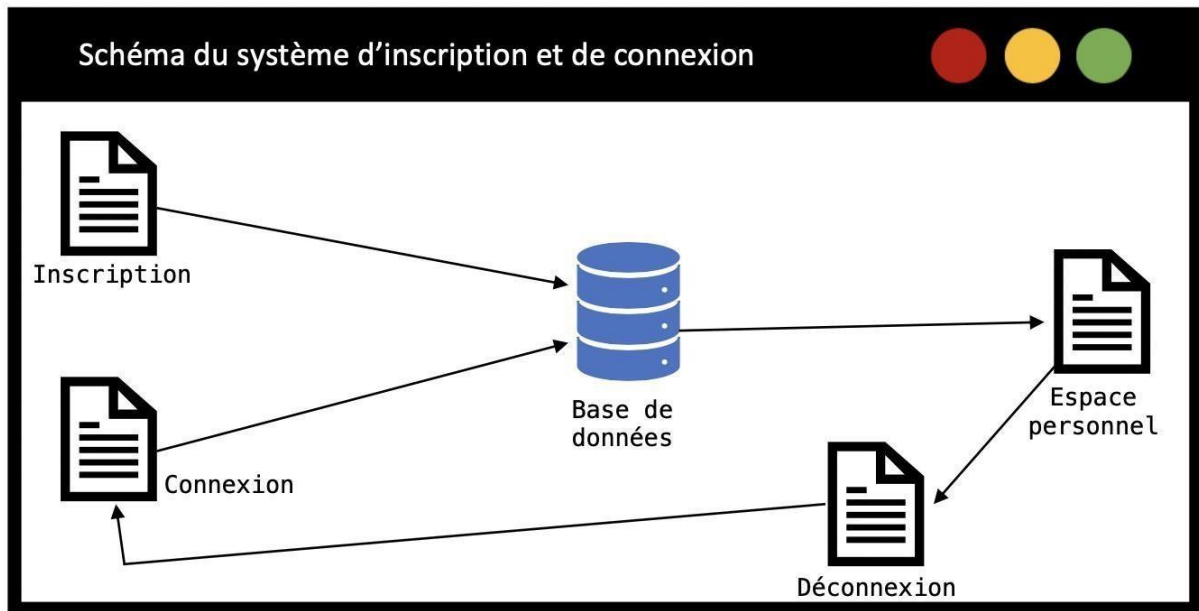 Schéma du système d’inscription et de connexion
Inscription
Connexion
Base de
données
Espace
personnel
Déconnexion